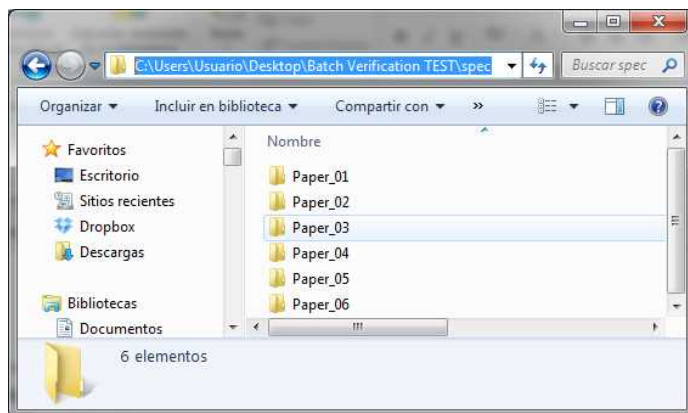 C:\Users\Usuario\Desktop\Batch Verification TEST\spec
Buscar spec
Organizar
Incluir en biblioteca
Compartir con
»
Favoritos
Escritorio
Sitios recientes
Dropbox
Descargas
Bibliotecas
Documentos
Nombre
Paper_01
Paper_02
Paper_03
Paper_04
Paper_05
Paper_06
6 elementos